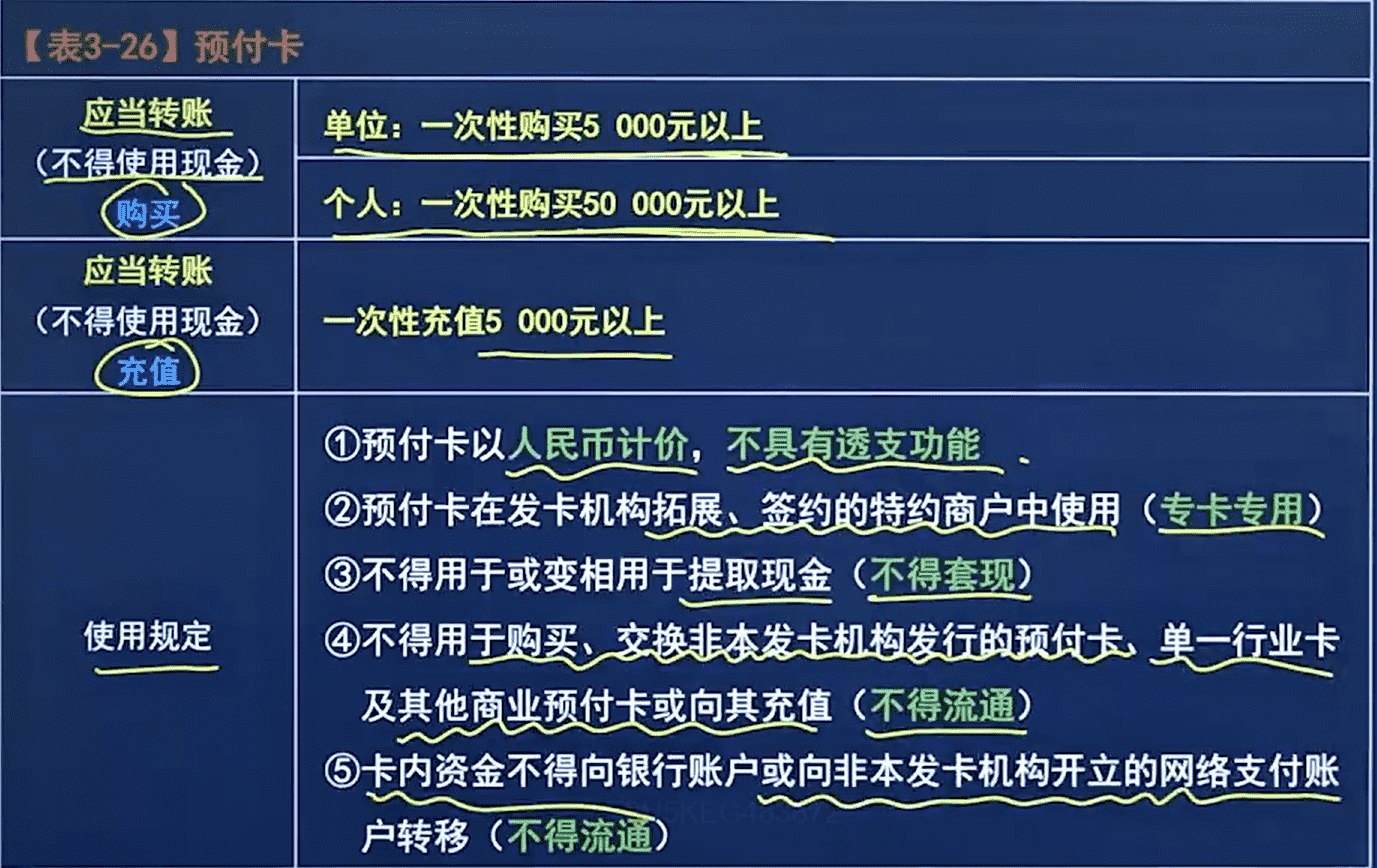 【表3-26】预付卡
应当转账
（不得使用现金）
购买
单位：一次性购买5 000元以上
个人：一次性购买50 000元以上
应当转账
（不得使用现金）
充值
一次性充值5 000元以上
使用规定
①预付卡以人民币计价，不具有透支功能
②预付卡在发卡机构拓展、签约的特约商户中使用（专卡专用）
③不得用于或变相用于提取现金（不得套现）
④不得用于购买、交换非本发卡机构发行的预付卡、单一行业卡
及其他商业预付卡或向其充值（不得流通）
⑤卡内资金不得向银行账户或向非本发卡机构开立的网络支付账
户转移（不得流通）